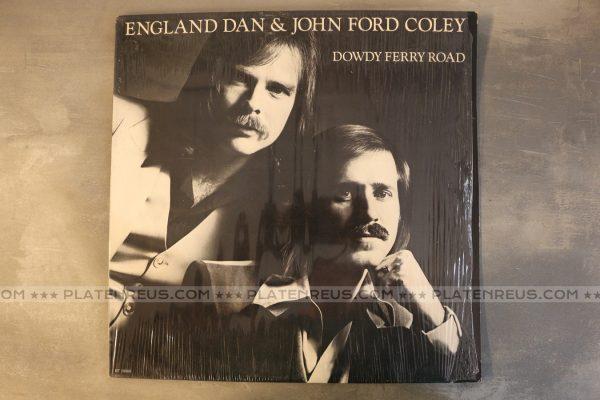 ENGLAND DAN & JOHN FORD COLEY
DOWDY FERRY ROAD
OM ★★★ PLATENREUS.COM ★★★ PLATENREUS.COM ★★★ PLATENREUS.COM